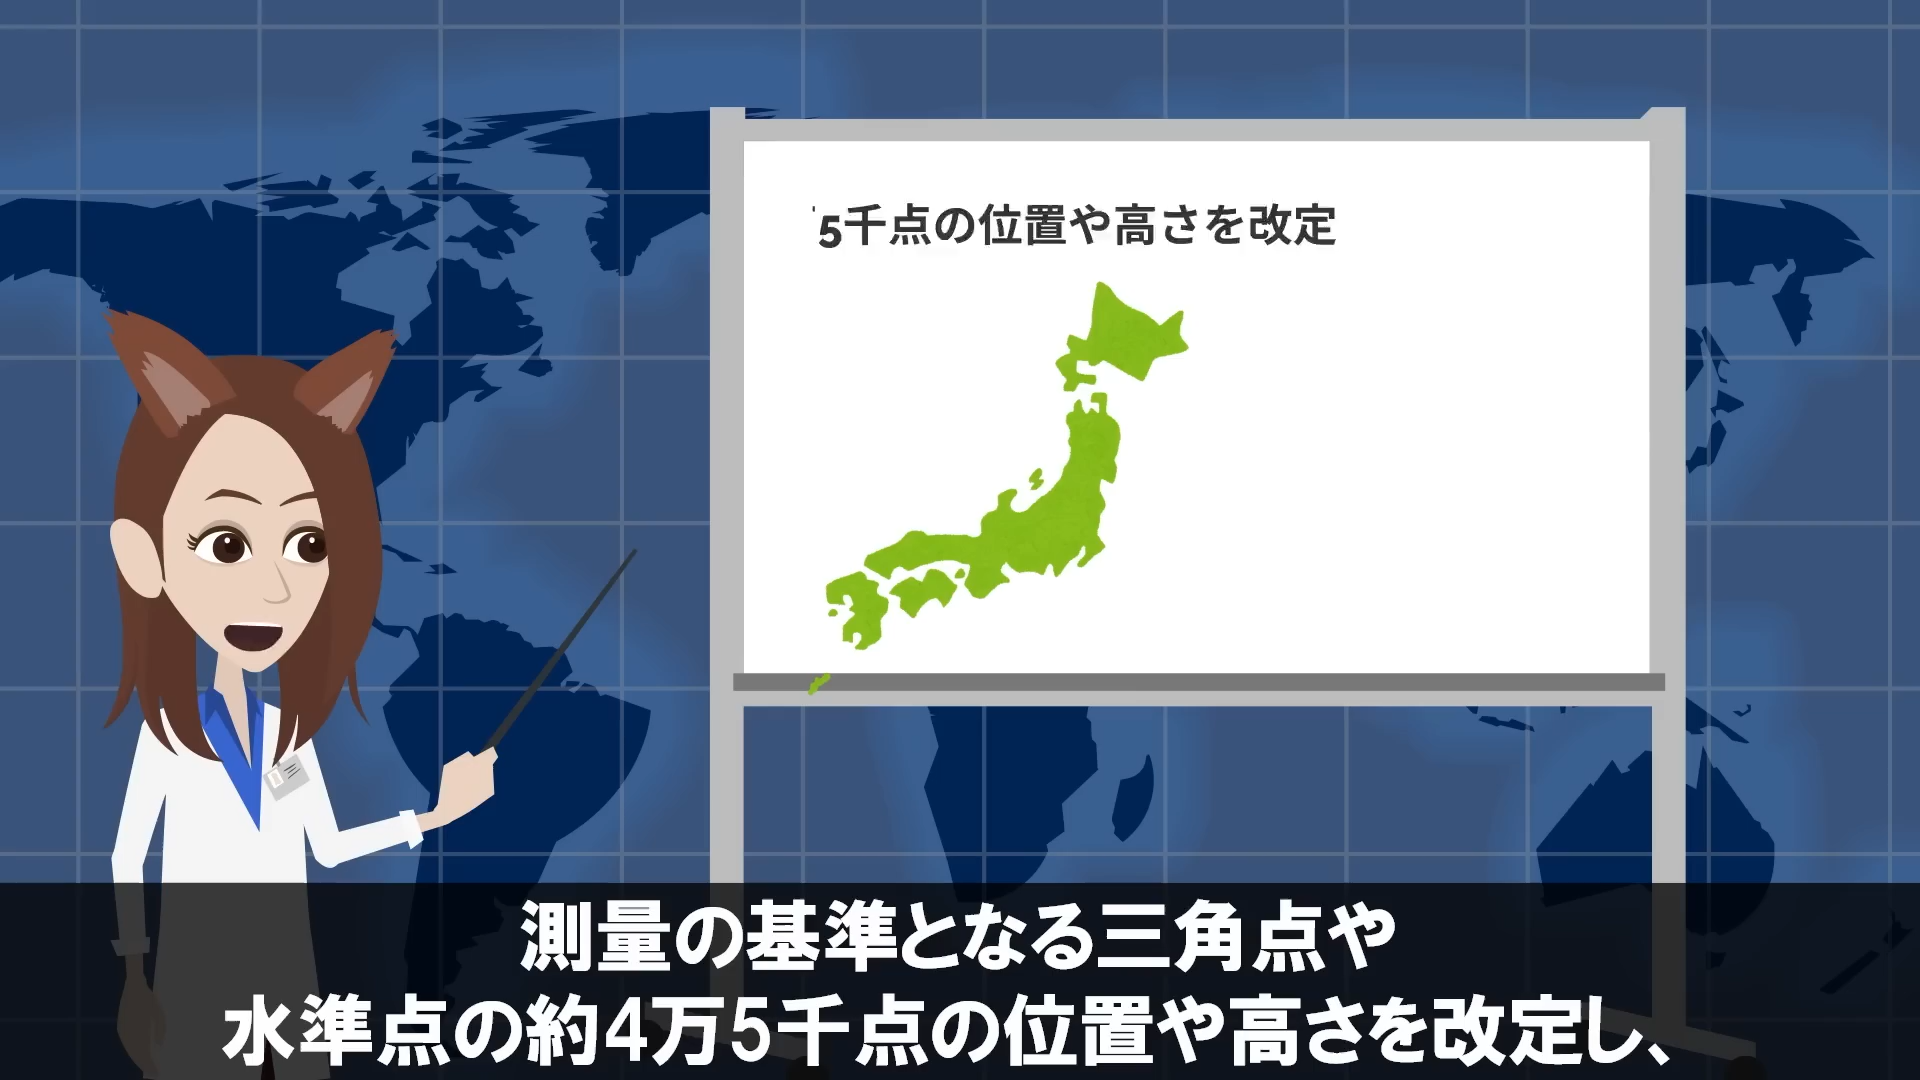 5千点の位置や高さを改定
測量の基準となる三角点や
水準点の約4万5千点の位置や高さを改定し、